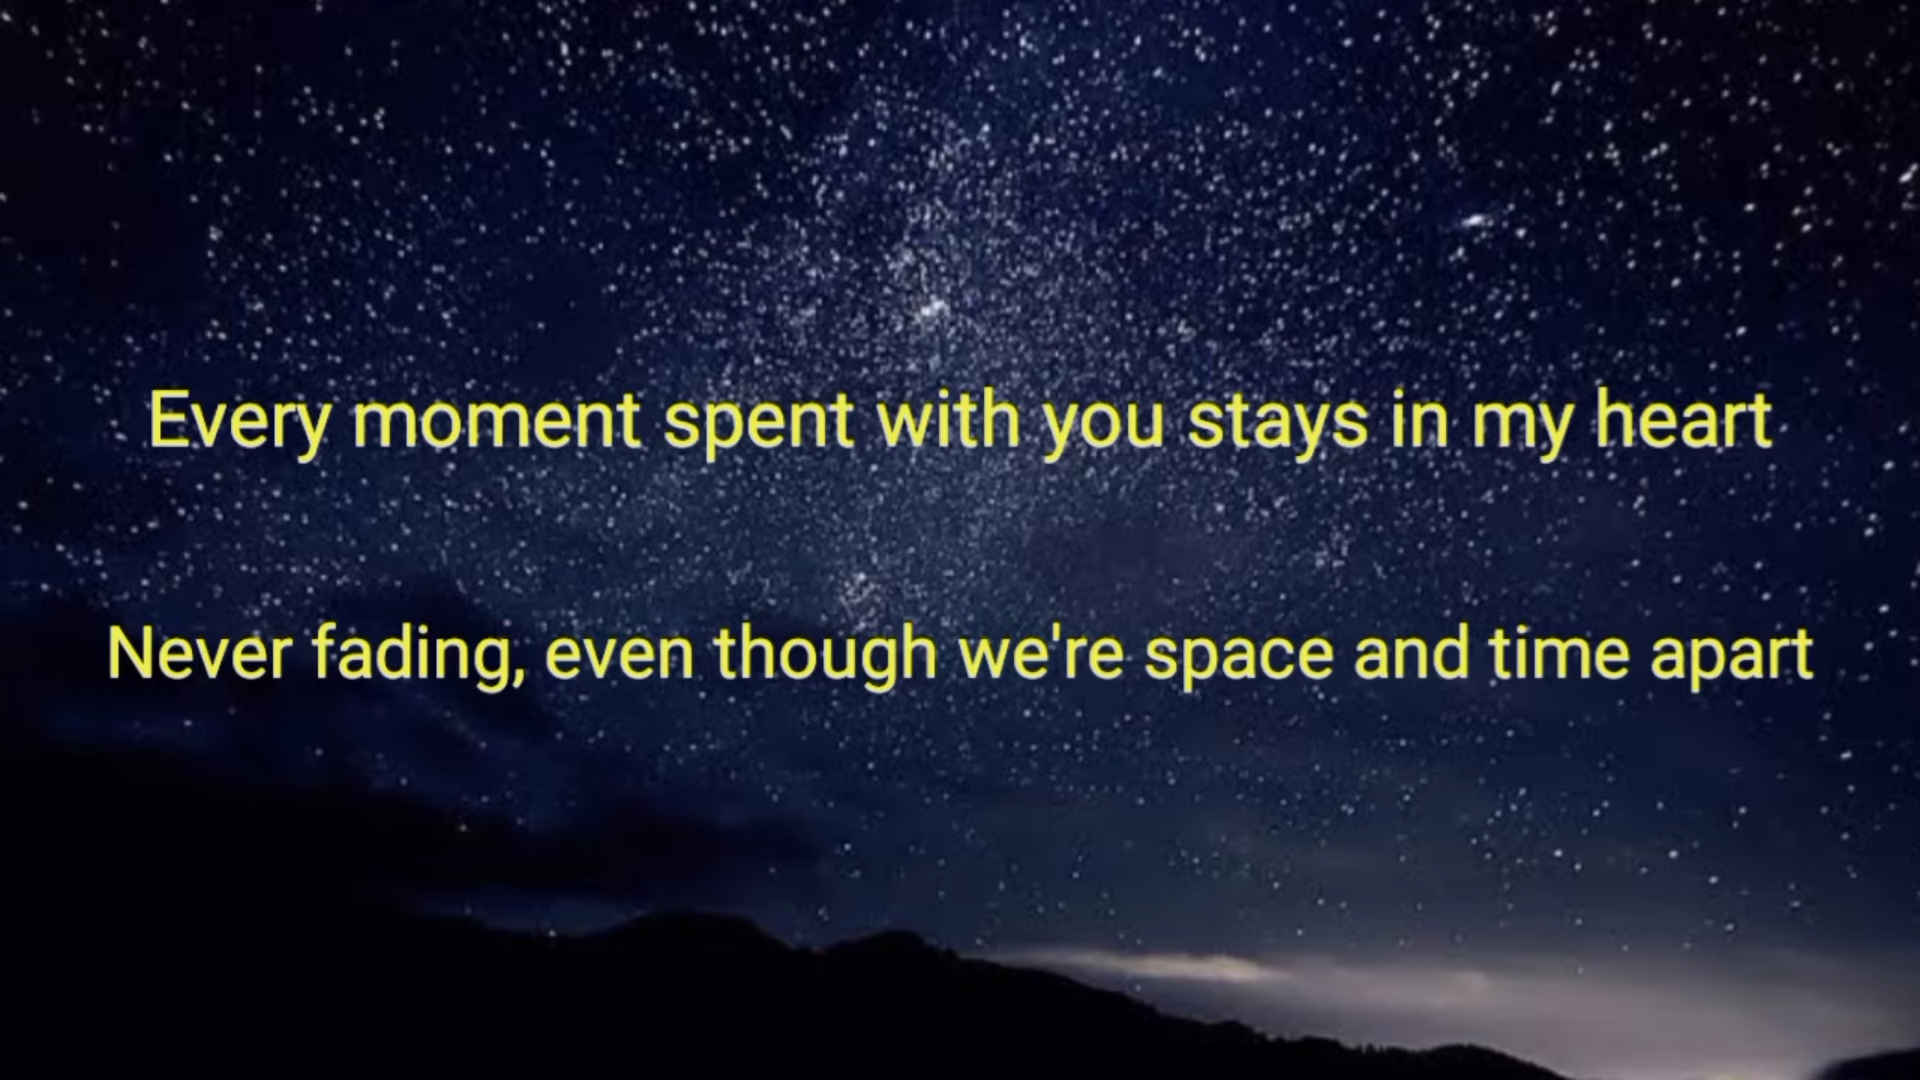 Every moment spent with you stays in my heart
Never fading, even though we're space and time apart